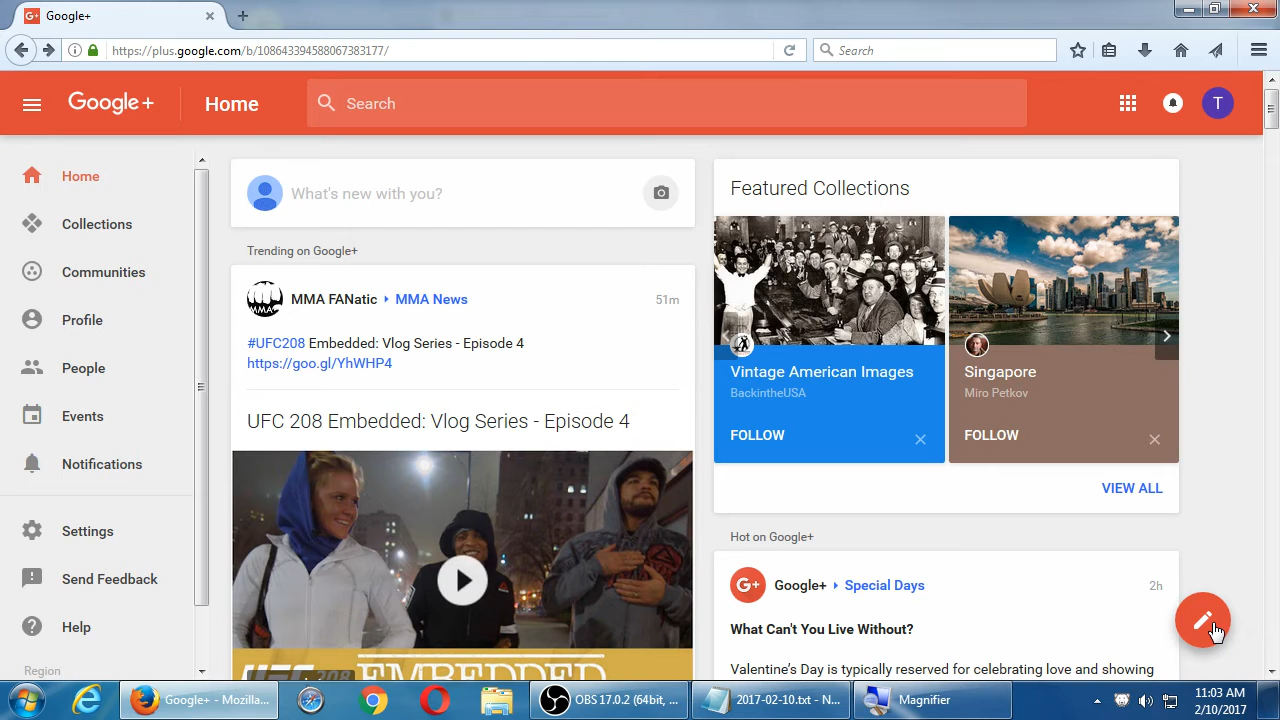 Google+
https://plus.google.com/b/108643394588067383177/
Search
Google+
Home
Search
T
Home
Collections
Communities
Profile
People
Events
Notifications
Settings
Send Feedback
Help
Region
What's new with you?
Trending on Google+
MMA FANatic MMA News 51m
#UFC208 Embedded: Vlog Series - Episode 4
https://goo.gl/YhWHP4
UFC 208 Embedded: Vlog Series - Episode 4
UFC 208 EMBEDDED
Featured Collections
Vintage American Images
BackintheUSA
FOLLOW
Singapore
Miro Petkov
FOLLOW
VIEW ALL
Hot on Google+
G+ Google+ Special Days 2h
What Can't You Live Without?
Valentine's Day is typically reserved for celebrating love and showing
Google+ - Mozilla...
OBS 17.0.2 (64bit, ...
2017-02-10.txt - N...
Magnifier
11:03 AM
2/10/2017